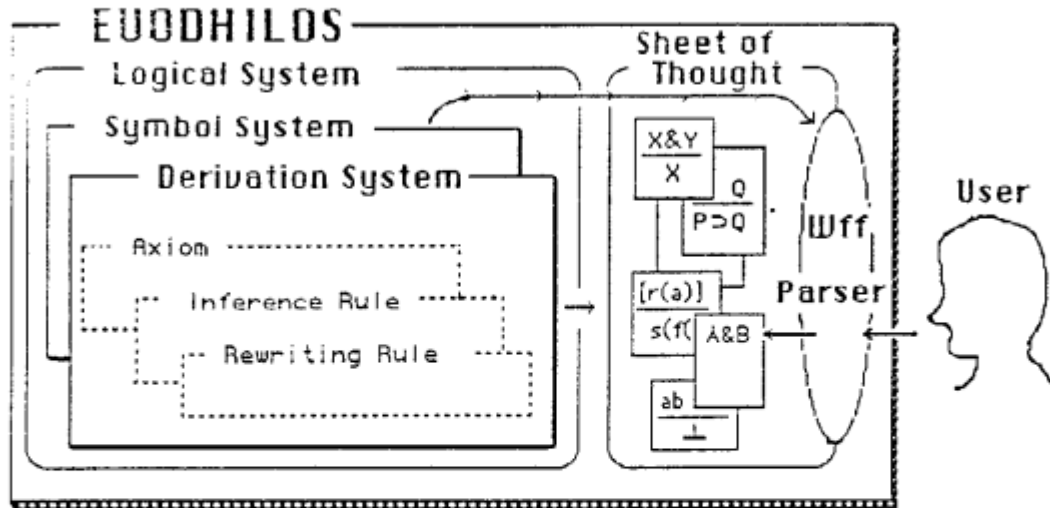 EUODHILOS
Logical System
Symbol System
Derivation System
Axiom
Inference Rule
Rewriting Rule
Sheet of
Thought
X&Y
X
Q
P⊃Q
[r(a)]
s(f(
A&B
ab
⊥
Wff
Parser
User